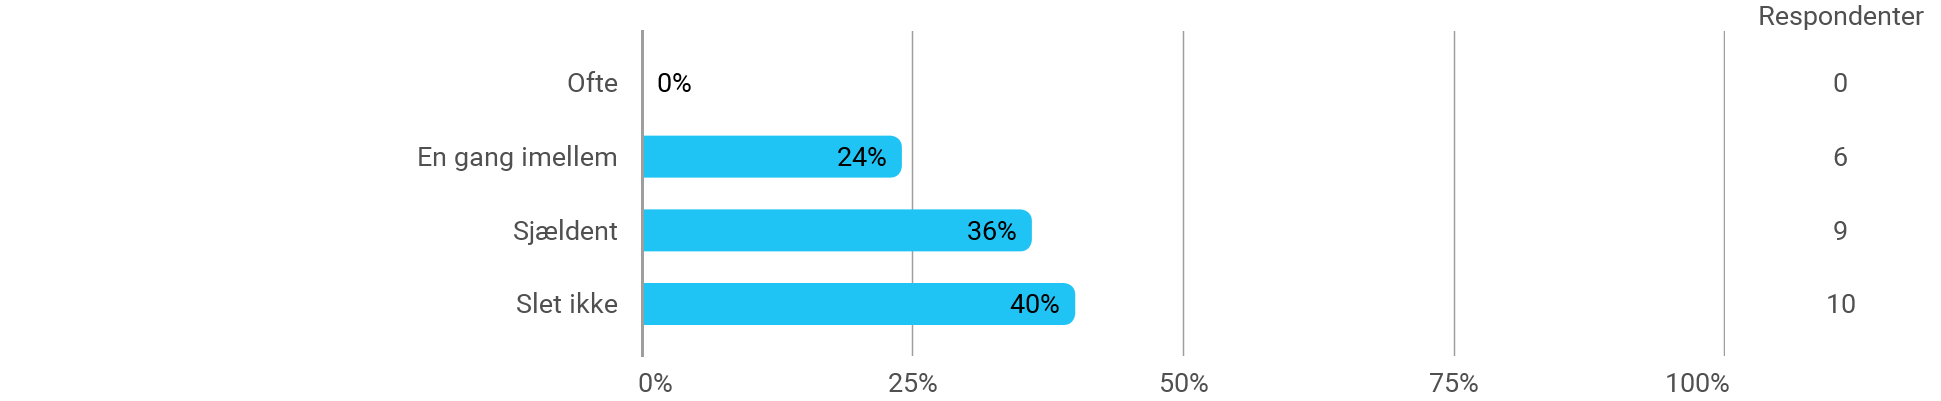 Respondenter
Ofte 0% 0
En gang imellem 24% 6
Sjældent 36% 9
Slet ikke 40% 10
0% 25% 50% 75% 100%